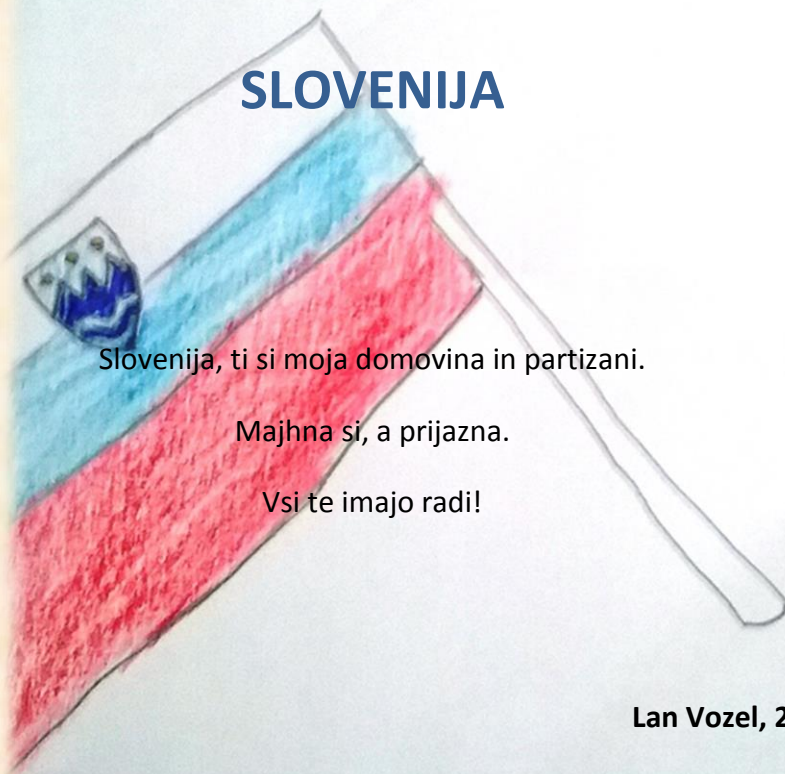 SLOVENIJA
Slovenija, ti si moja domovina in partizani.
Majhna si, a prijazna.
Vsi te imajo radi!
Lan Vozel, 2